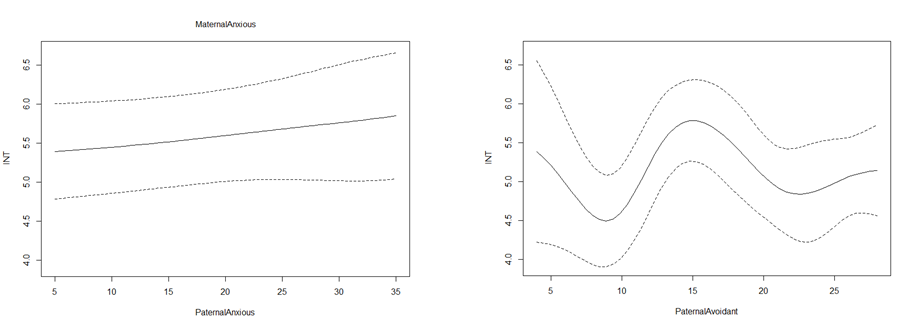 MaternalAnxious
INT
6.5
6.0
5.5
5.0
4.5
4.0
5 10 15 20 25 30 35
PaternalAnxious
INT
6.5
6.0
5.5
5.0
4.5
4.0
5 10 15 20 25
PaternalAvoidant